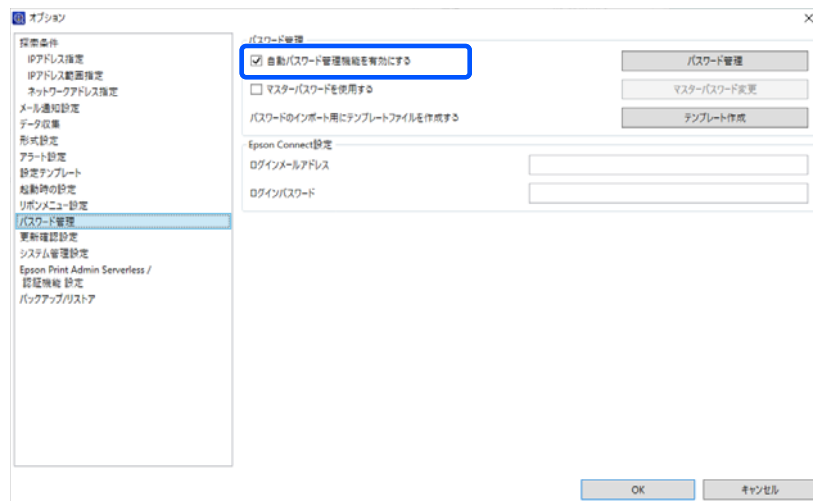 オプション
探索条件
IPアドレス指定
IPアドレス範囲指定
ネットワークアドレス指定
メール通知設定
データ収集
形式設定
アラート設定
設定テンプレート
起動時の設定
リボンメニュー設定
パスワード管理
更新確認設定
システム管理設定
Epson Print Admin Serverless /
認証機能 設定
バックアップ/リストア
パスワード管理
自動パスワード管理機能を有効にする
パスワード管理
マスターパスワードを使用する
マスターパスワード変更
パスワードのインポート用にテンプレートファイルを作成する
テンプレート作成
Epson Connect設定
ログインメールアドレス
ログインパスワード
OK
キャンセル